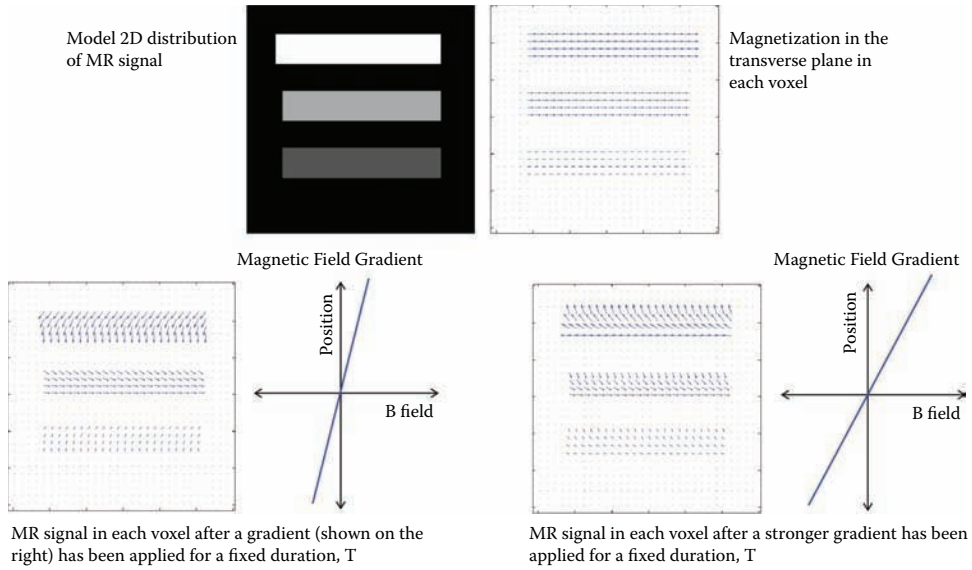 Model 2D distribution
of MR signal
Magnetization in the
transverse plane in
each voxel
Magnetic Field Gradient
Position
B field
MR signal in each voxel after a gradient (shown on the
right) has been applied for a fixed duration, T
Magnetic Field Gradient
Position
B field
MR signal in each voxel after a stronger gradient has been
applied for a fixed duration, T